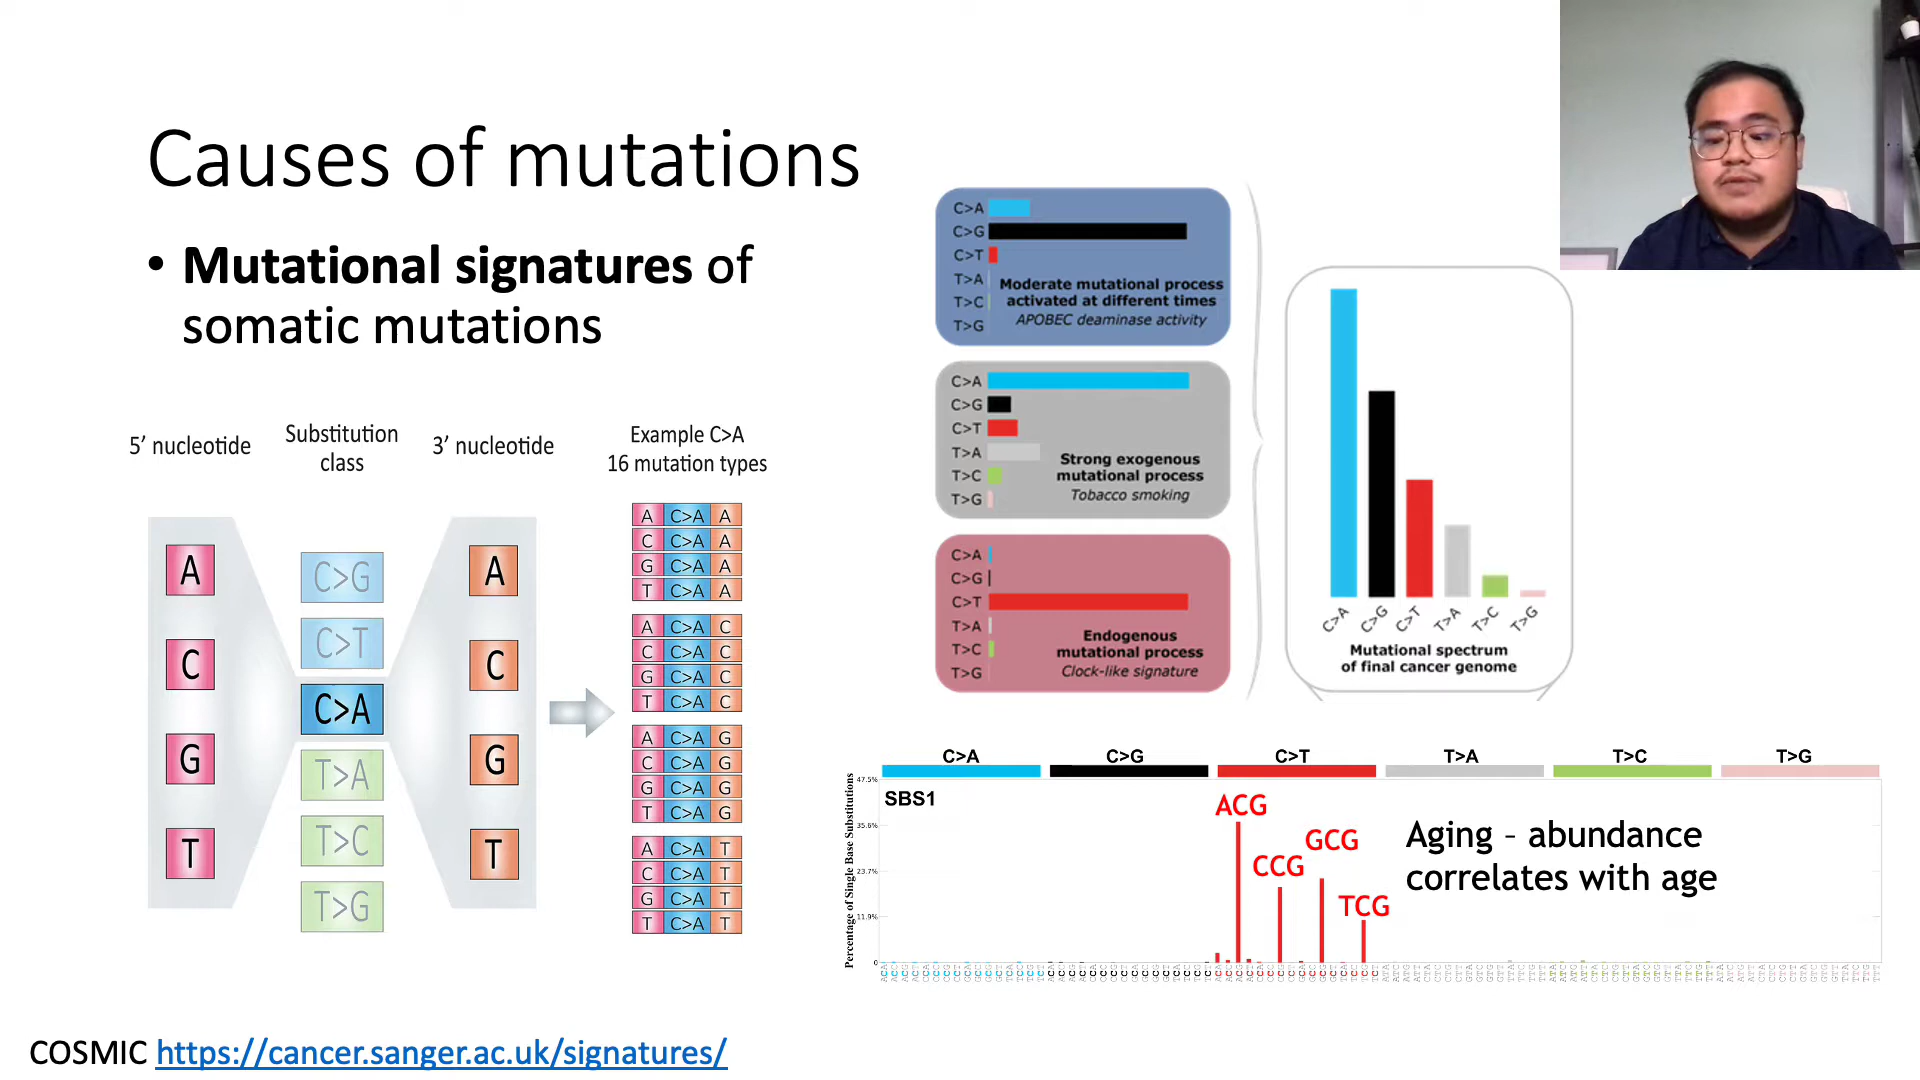 Causes of mutations
• Mutational signatures of
somatic mutations
5’ nucleotide
Substitution
class
3’ nucleotide
Example C>A
16 mutation types
A
C
G
T
C>G
C>T
C>A
T>A
T>C
T>G
A
C
G
T
A C>A A
C C>A A
G C>A A
T C>A A
A C>A C
C C>A C
G C>A C
T C>A C
A C>A G
C C>A G
G C>A G
T C>A G
A C>A T
C C>A T
G C>A T
T C>A T
C>A
C>G
C>T
T>A
T>C
T>G
Moderate mutational process
activated at different times
APOBEC deaminase activity
C>A
C>G
C>T
T>A
T>C
T>G
Strong exogenous
mutational process
Tobacco smoking
C>A
C>G
C>T
T>A
T>C
T>G
Endogenous
mutational process
Clock-like signature
C>A C>G C>T T>A T>C T>G
Mutational spectrum
of final cancer genome
C>A C>G C>T T>A T>C T>G
Percentage of Single Base Substitutions
47.5%
35.6%
23.7%
11.9%
0
SBS1
ACG
CCG
GCG
TCG
Aging – abundance
correlates with age
COSMIC https://cancer.sanger.ac.uk/signatures/